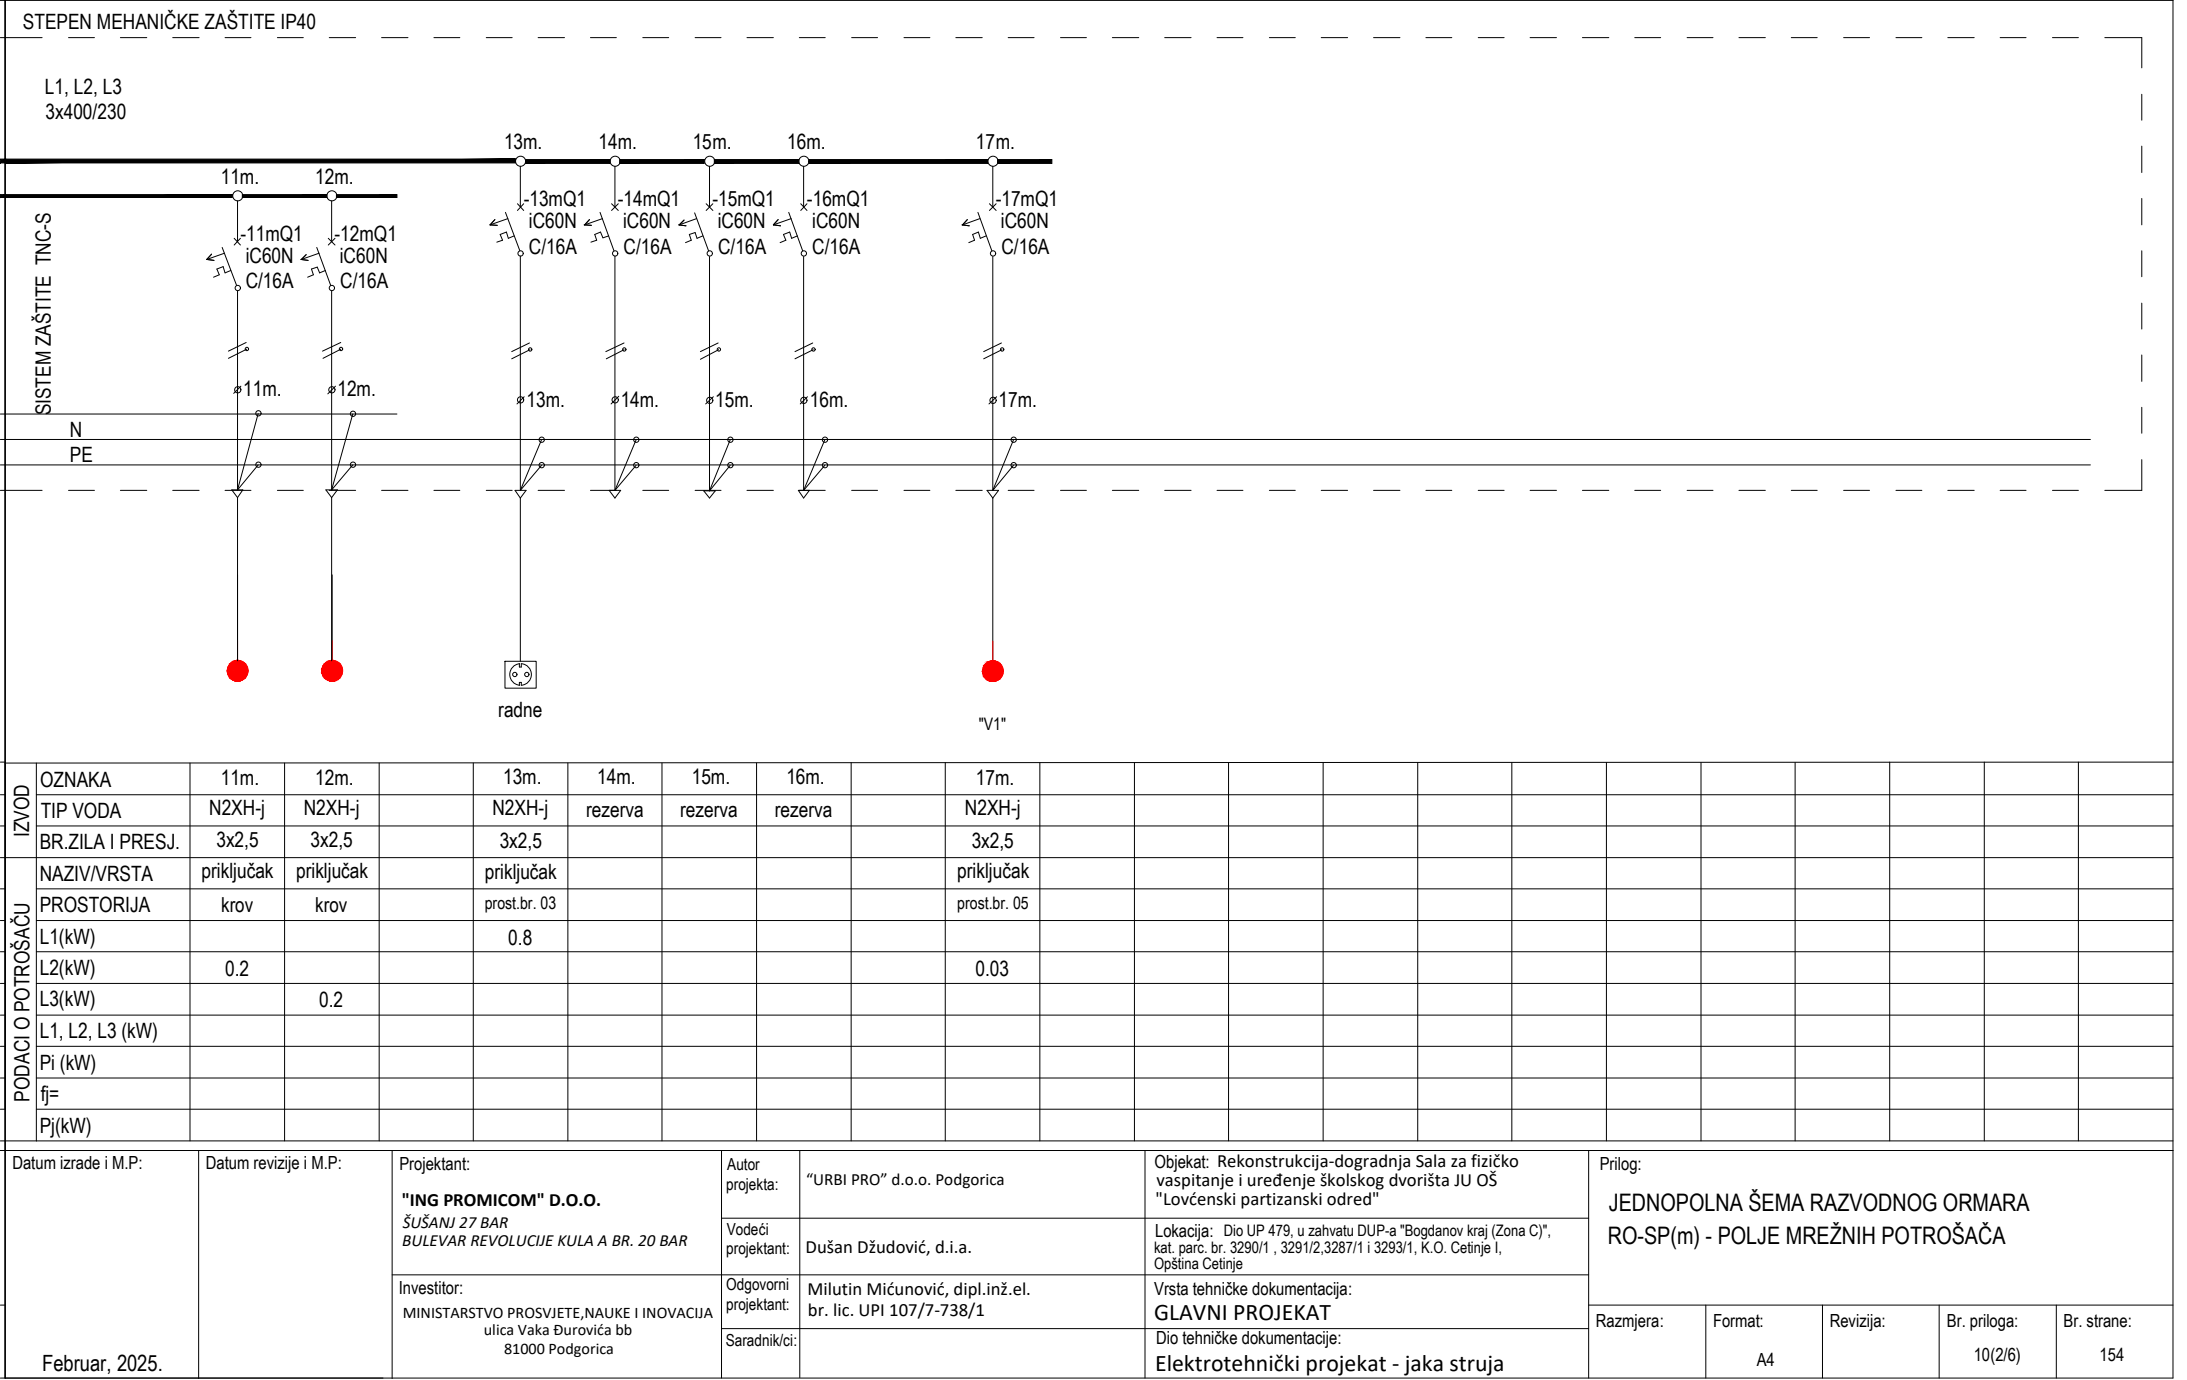 STEPEN MEHANIČKE ZAŠTITE IP40
L1, L2, L3
3x400/230
13m. 14m. 15m. 16m. 17m.
11m. 12m.
-13mQ1 -14mQ1 -15mQ1 -16mQ1 -17mQ1
iC60N iC60N iC60N iC60N iC60N
C/16A C/16A C/16A C/16A C/16A
-11mQ1 -12mQ1
iC60N iC60N
C/16A C/16A
SISTEM ZAŠTITE TNC-S
11m. 12m.
13m. 14m. 15m. 16m. 17m.
N
PE
radne
"V1"
IZVOD
OZNAKA 11m. 12m. 13m. 14m. 15m. 16m. 17m.
TIP VODA N2XH-j N2XH-j N2XH-j rezerva rezerva rezerva N2XH-j
BR.ZILA I PRESJ. 3x2,5 3x2,5 3x2,5 3x2,5
PODACI O POTROŠAČU
NAZIV/VRSTA priključak priključak priključak priključak
PROSTORIJA krov krov prost.br. 03 prost.br. 05
L1(kW) 0.8
L2(kW) 0.2 0.03
L3(kW) 0.2
L1, L2, L3 (kW)
Pi (kW)
fj=
Pj(kW)
Datum izrade i M.P:
Februar, 2025.
Datum revizije i M.P:
Projektant:
"ING PROMICOM" D.O.O.
ŠUŠANJ 27 BAR
BULEVAR REVOLUCIJE KULA A BR. 20 BAR
Investitor:
MINISTARSTVO PROSVJETE,NAUKE I INOVACIJA
ulica Vaka Đurovića bb
81000 Podgorica
Autor
projekta:
“URBI PRO” d.o.o. Podgorica
Vodeći
projektant:
Dušan Džudović, d.i.a.
Odgovorni
projektant:
Milutin Mićunović, dipl.inž.el.
br. lic. UPI 107/7-738/1
Saradnik/ci:
Objekat: Rekonstrukcija-dogradnja Sala za fizičko
vaspitanje i uređenje školskog dvorišta JU OŠ
"Lovćenski partizanski odred"
Lokacija: Dio UP 479, u zahvatu DUP-a "Bogdanov kraj (Zona C)",
kat. parc. br. 3290/1 , 3291/2,3287/1 i 3293/1, K.O. Cetinje I,
Opština Cetinje
Vrsta tehničke dokumentacija:
GLAVNI PROJEKAT
Dio tehničke dokumentacije:
Elektrotehnički projekat - jaka struja
Prilog:
JEDNOPOLNA ŠEMA RAZVODNOG ORMARA
RO-SP(m) - POLJE MREŽNIH POTROŠAČA
Razmjera: Format: Revizija: Br. priloga: Br. strane:
A4 10(2/6) 154